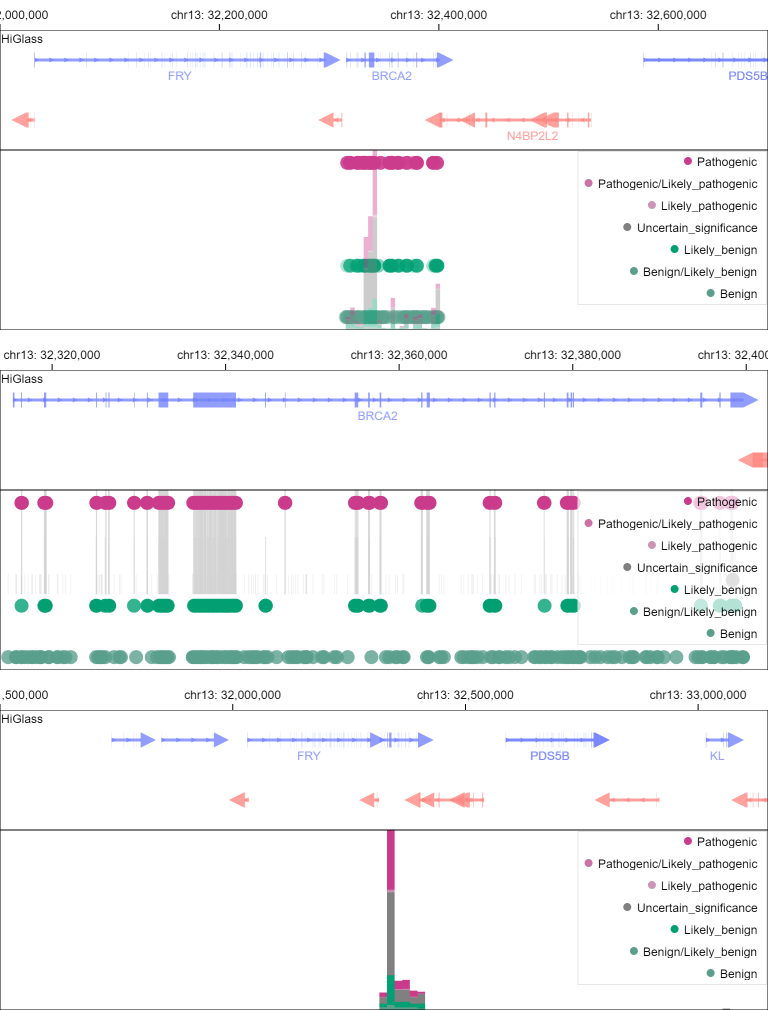 2,000,000 chr13: 32,200,000 chr13: 32,400,000 chr13: 32,600,000
HiGlass
FRY BRCA2 PDS5B
N4BP2L2
Pathogenic
Pathogenic/Likely_pathogenic
Likely_pathogenic
Uncertain_significance
Likely_benign
Benign/Likely_benign
Benign
chr13: 32,320,000 chr13: 32,340,000 chr13: 32,360,000 chr13: 32,380,000 chr13: 32,40
HiGlass
BRCA2
Pathogenic
Pathogenic/Likely_pathogenic
Likely_pathogenic
Uncertain_significance
Likely_benign
Benign/Likely_benign
Benign
,500,000 chr13: 32,000,000 chr13: 32,500,000 chr13: 33,000,000
HiGlass
FRY PDS5B KL
Pathogenic
Pathogenic/Likely_pathogenic
Likely_pathogenic
Uncertain_significance
Likely_benign
Benign/Likely_benign
Benign